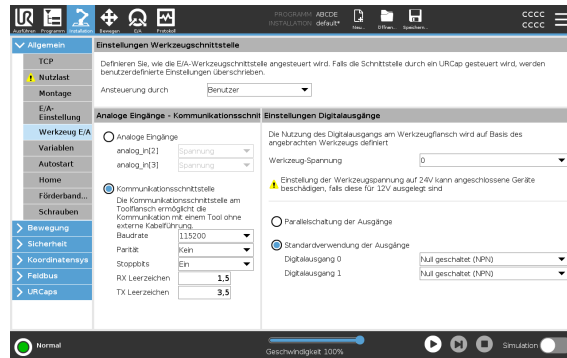 PROGRAMM ABCDE
INSTALLATION default*
CCCC
CCCC
Ausführen Programm Installation Bewegen E/A Protokoll Neu... Öffnen... Speichern...
Allgemein
TCP
Nutzlast
Montage
E/A-
Einstellung
Werkzeug E/A
Variablen
Autostart
Home
Förderband...
Schrauben
Bewegung
Sicherheit
Koordinatensys
Feldbus
URCaps
Einstellungen Werkzeugschnittstelle
Definieren Sie, wie die E/A-Werkzeugschnittstelle angesteuert wird. Falls die Schnittstelle durch ein URCap gesteuert wird, werden
benutzerdefinierte Einstellungen überschrieben.
Ansteuerung durch Benutzer
Analoge Eingänge - Kommunikationsschnit
Analoge Eingänge
analog_in[2] Spannung
analog_in[3] Spannung
Kommunikationsschnittstelle
Die Kommunikationsschnittstelle am
Toolflansch ermöglicht die
Kommunikation mit einem Tool ohne
externe Kabelführung.
Baudrate 115200
Parität Kein
Stoppbits Ein
RX Leerzeichen 1,5
TX Leerzeichen 3,5
Einstellungen Digitalausgänge
Die Nutzung des Digitalausgangs am Werkzeugflansch wird auf Basis des
angebrachten Werkzeugs definiert
Werkzeug-Spannung 0
Einstellung der Werkzeugspannung auf 24V kann angeschlossene Geräte
beschädigen, falls diese für 12V ausgelegt sind
Parallelschaltung der Ausgänge
Standardverwendung der Ausgänge
Digitalausgang 0 Null geschaltet (NPN)
Digitalausgang 1 Null geschaltet (NPN)
Normal
Geschwindigkeit 100%
Simulation